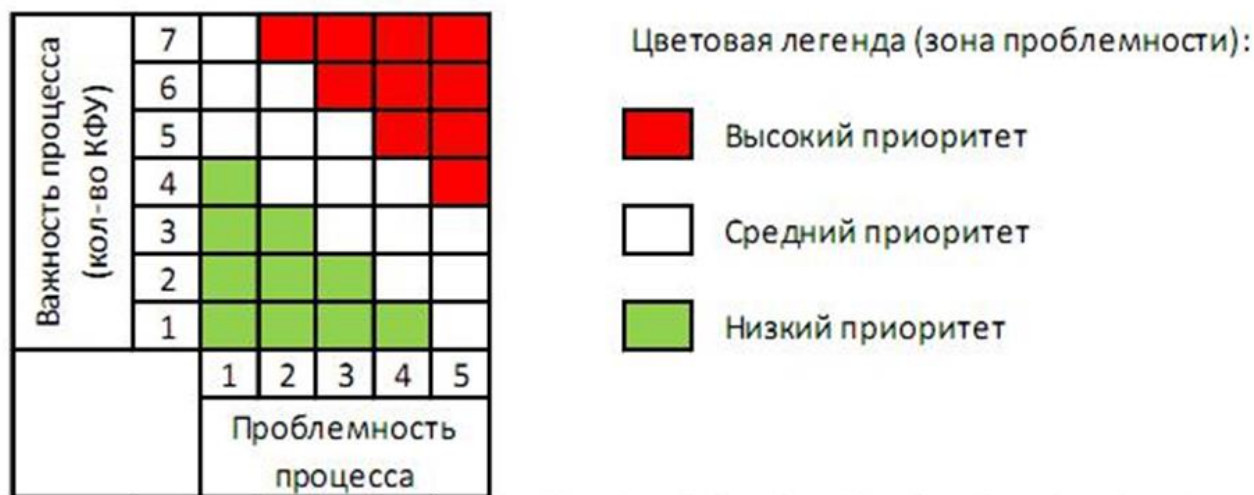 Важность процесса
(кол-во КФУ)
7
6
5
4
3
2
1
1 2 3 4 5
Проблемность
процесса
Цветовая легенда (зона проблемности):
Высокий приоритет
Средний приоритет
Низкий приоритет